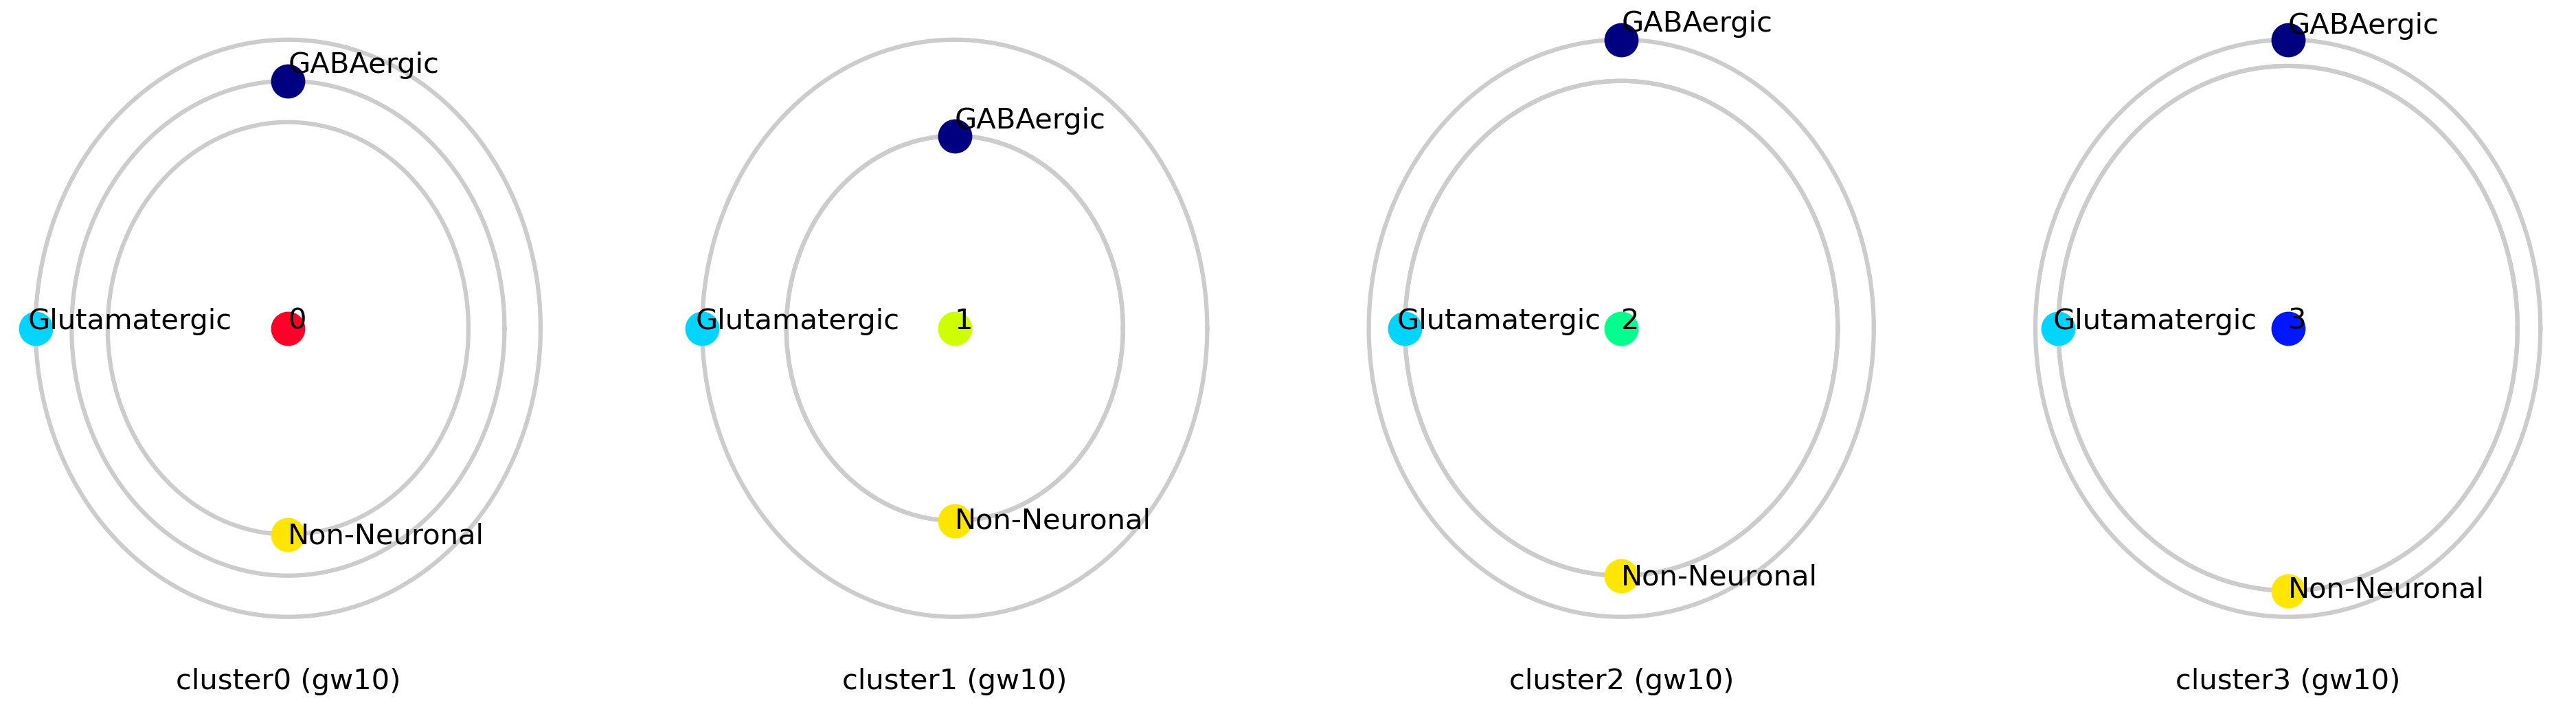 GABAergic
Glutamatergic
0
Non-Neuronal
cluster0 (gw10)
GABAergic
Glutamatergic
1
Non-Neuronal
cluster1 (gw10)
GABAergic
Glutamatergic
2
Non-Neuronal
cluster2 (gw10)
GABAergic
Glutamatergic
3
Non-Neuronal
cluster3 (gw10)